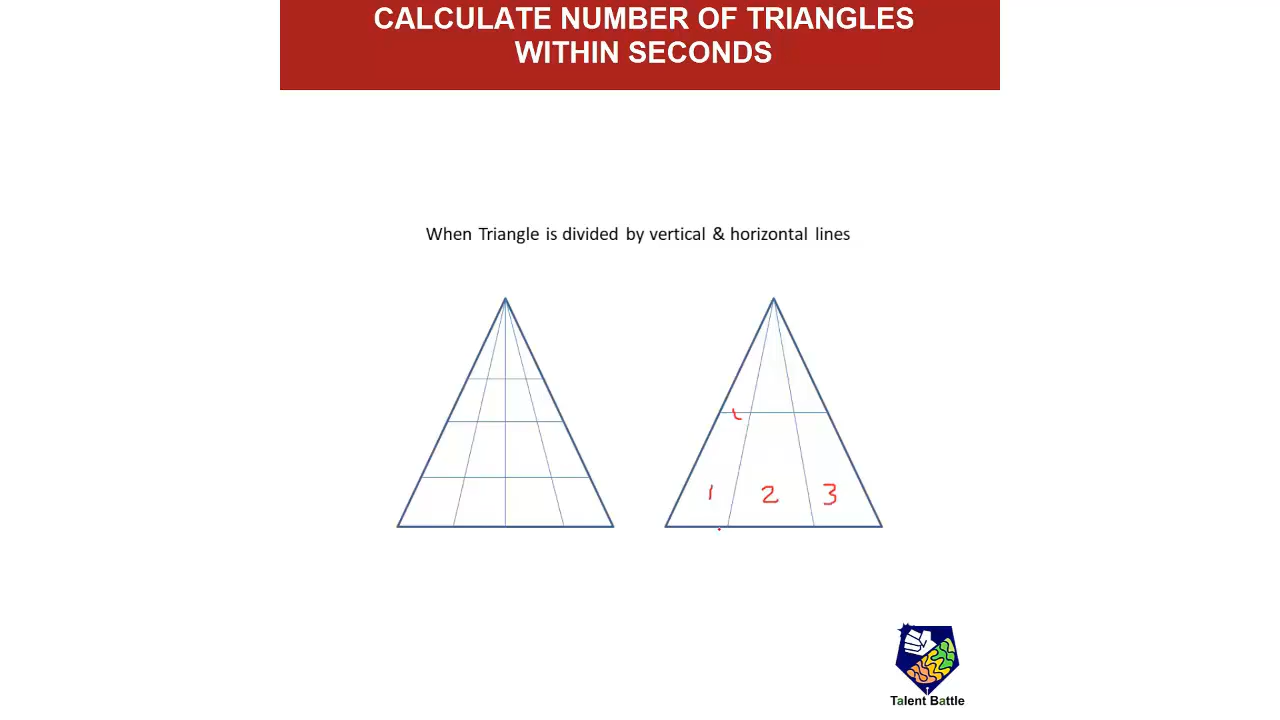 CALCULATE NUMBER OF TRIANGLES
WITHIN SECONDS
When Triangle is divided by vertical & horizontal lines
1 2 3
Talent Battle